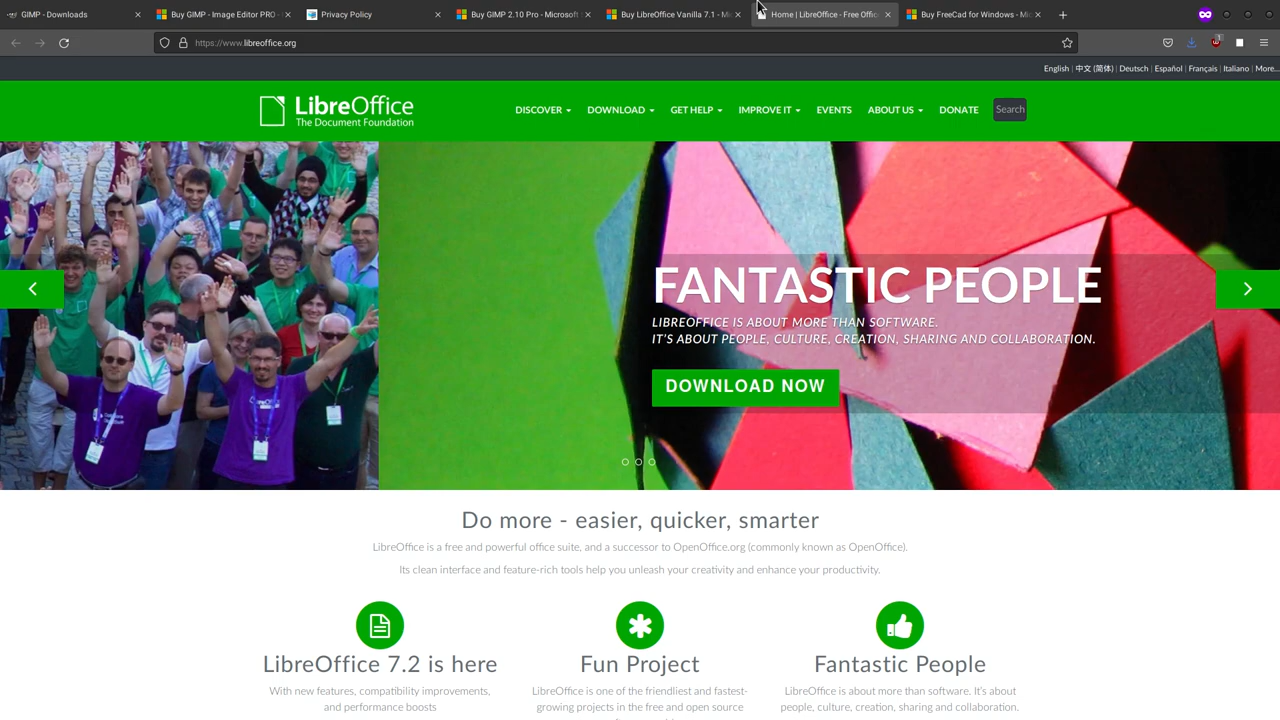 GIMP - Downloads
Buy GIMP - Image Editor PRO -
Privacy Policy
Buy GIMP 2.10 Pro - Microsoft
Buy LibreOffice Vanilla 7.1 - Mi
Home | LibreOffice - Free Offic
Buy FreeCad for Windows - Mic
https://www.libreoffice.org
1
English | 中文 (简体) | Deutsch | Español | Français | Italiano | More...
LibreOffice
The Document Foundation
DISCOVER
DOWNLOAD
GET HELP
IMPROVE IT
EVENTS
ABOUT US
DONATE
Search
FANTASTIC PEOPLE
LIBREOFFICE IS ABOUT MORE THAN SOFTWARE.
IT'S ABOUT PEOPLE, CULTURE, CREATION, SHARING AND COLLABORATION.
DOWNLOAD NOW
Do more - easier, quicker, smarter
LibreOffice is a free and powerful office suite, and a successor to OpenOffice.org (commonly known as OpenOffice).
Its clean interface and feature-rich tools help you unleash your creativity and enhance your productivity.
LibreOffice 7.2 is here
With new features, compatibility improvements,
and performance boosts
Fun Project
LibreOffice is one of the friendliest and fastest-
growing projects in the free and open source
Fantastic People
LibreOffice is about more than software. It's about
people, culture, creation, sharing and collaboration.